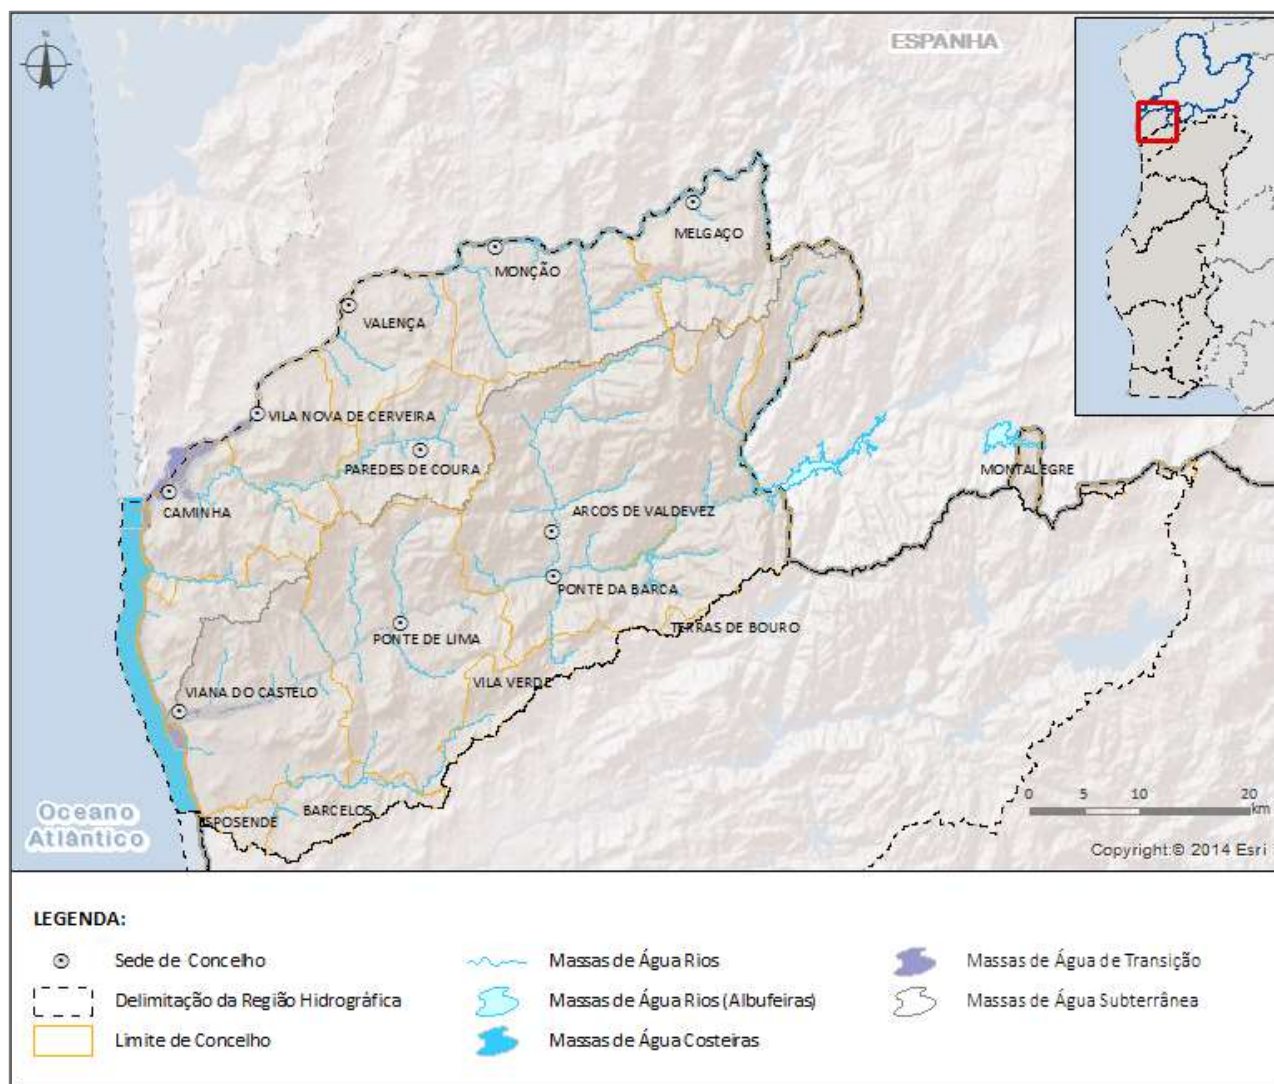 N
ESPANHA
MELGAÇO
MONÇÃO
VALENÇA
VILA NOVA DE CERVEIRA
PAREDES DE COURA
MONTALEGRE
CAMINHA
ARCOS DE VALDEVEZ
PONTE DA BARCA
PONTE DE LIMA
TERRAS DE BOURO
VILA VERDE
VIANA DO CASTELO
BARCELOS
ESPOSENDE
Oceano
Atlântico
0 5 10 20
km
Copyright:© 2014 Esri
LEGENDA:
Sede de Concelho
Massas de Água Rios
Massas de Água de Transição
Delimitação da Região Hidrográfica
Massas de Água Rios (Albufeiras)
Massas de Água Subterrânea
Limite de Concelho
Massas de Água Costeiras